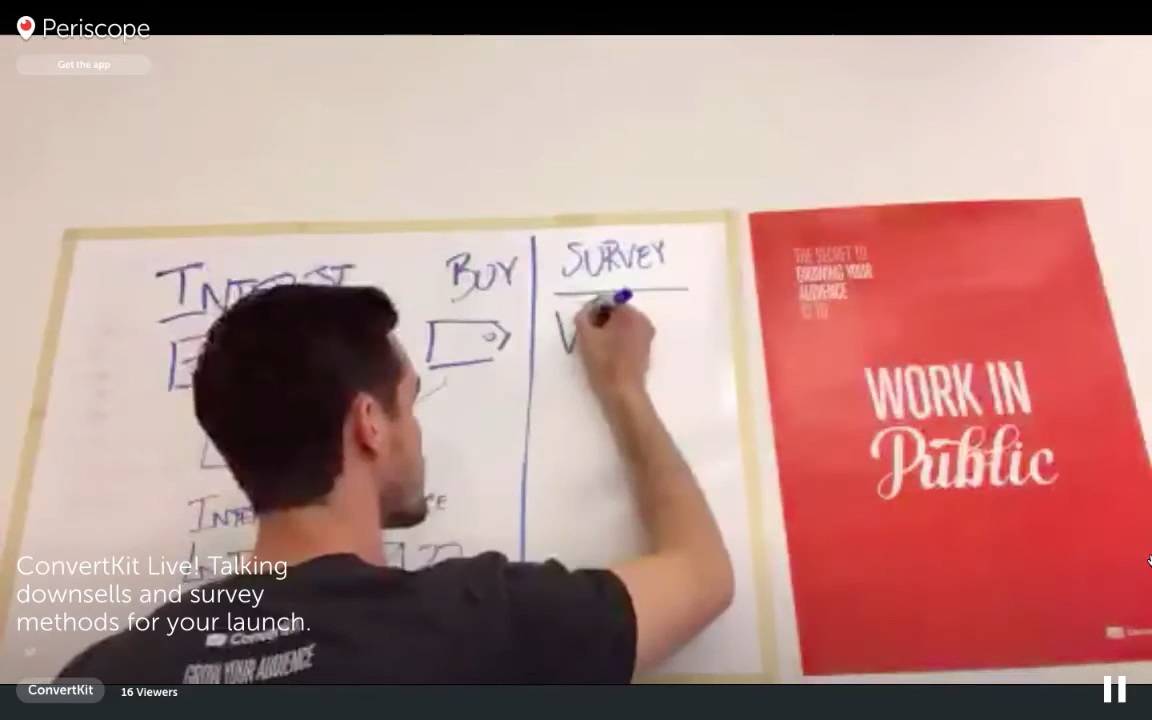 Periscope
Get the app
SURVEY
BUY
THE SECRET TO
GROWING YOUR
AUDIENCE
IS TO
WORK IN
Public
ConvertKit Live! Talking
downsells and survey
methods for your launch.
GROW YOUR AUDIENCE
ConvertKit
16 Viewers